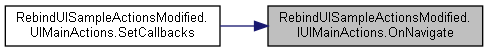 RebindUISampleActionsModified.
UIMainActions.SetCallbacks
RebindUISampleActionsModified.
IUIMainActions.OnNavigate